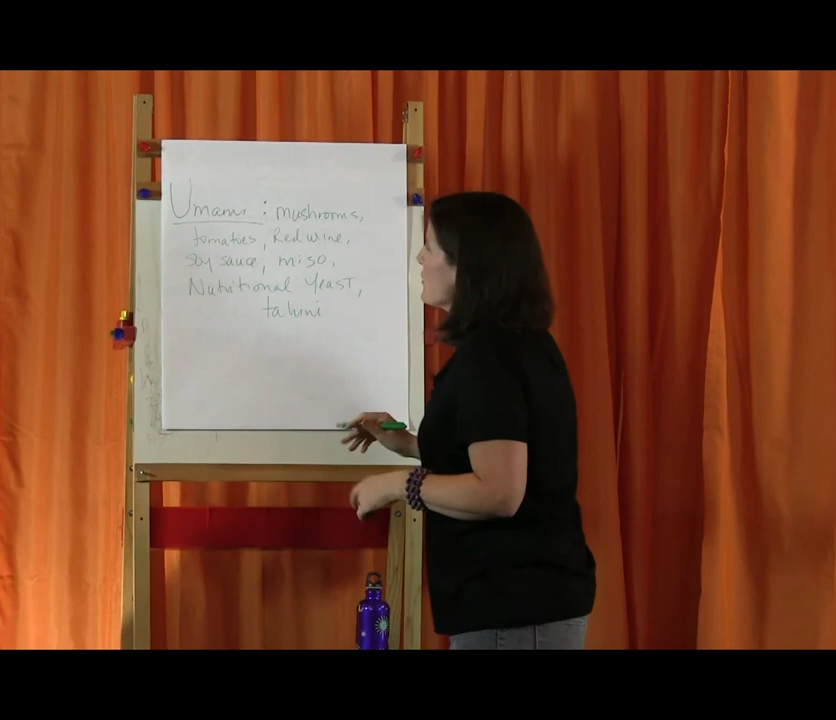 Umami : mushrooms,
tomatoes, Red wine,
Soy sauce, miso,
Nutritional Yeast,
tahini